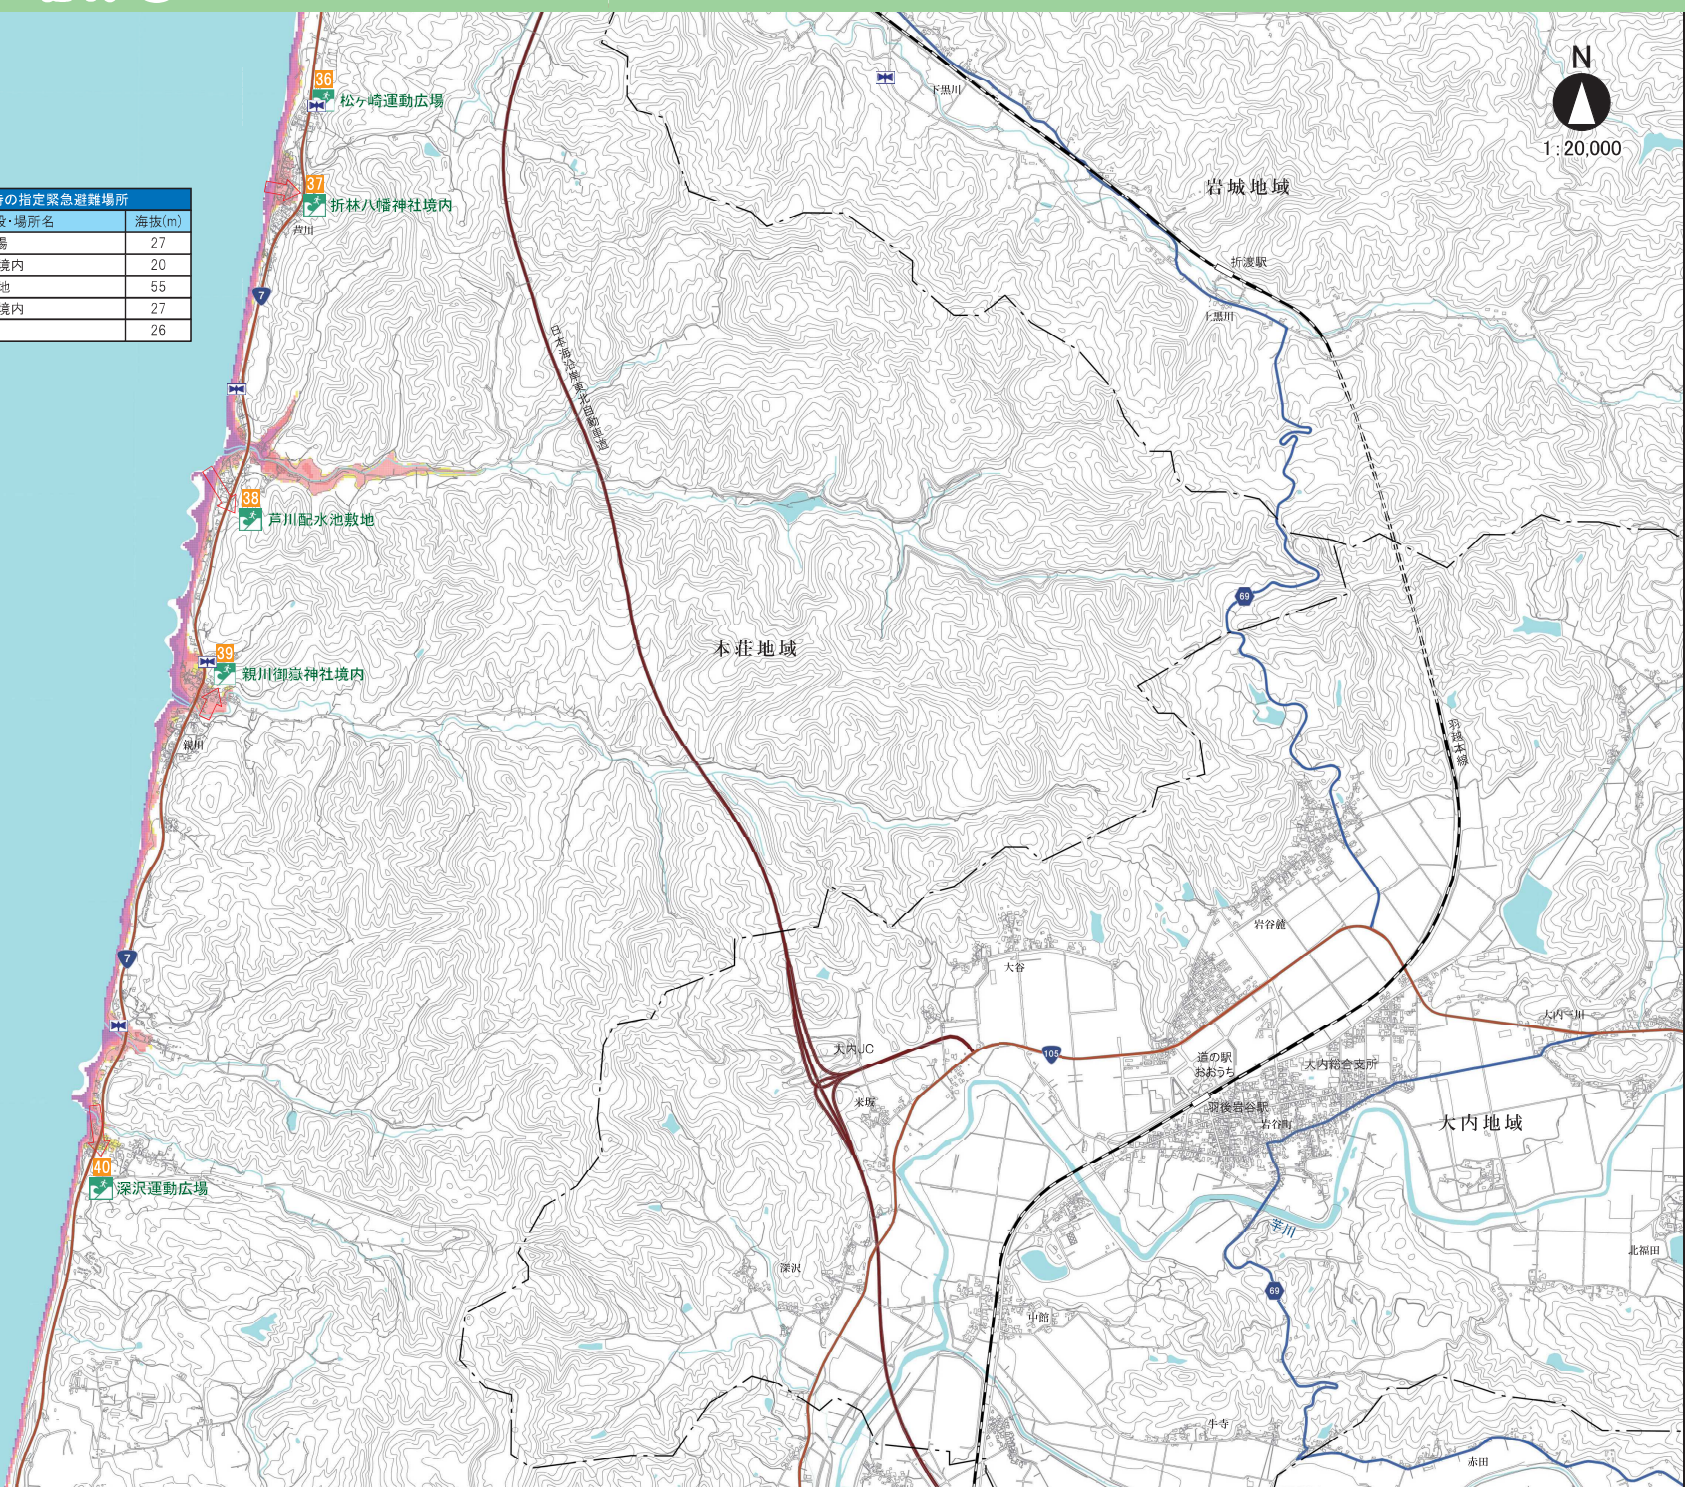 N
1:20,000
36
松ヶ崎運動広場
下黒川
岩城地域
37
折林八幡神社境内
時の指定緊急避難場所
設・場所名 海抜(m)
場 27
境内 20
地 55
境内 27
26
芦川
7
折渡駅
上黒川
日本海沿岸東北自動車道
38
芦川配水池敷地
69
本荘地域
39
親川御嶽神社境内
親川
羽越本線
岩谷麓
7
大谷
大内三川
大内JC
105
道の駅
おおうち
大内総合支所
米坂
羽後岩谷駅
岩谷町
大内地域
40
深沢運動広場
芋川
北福田
深沢
69
中館
牛寺
赤田